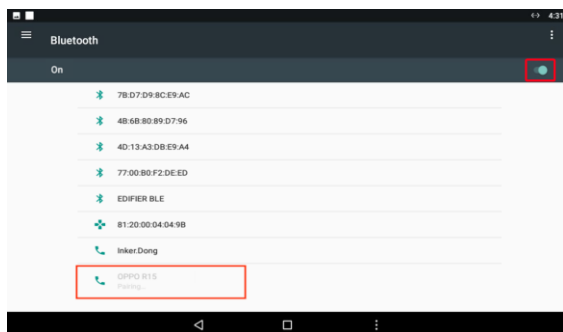 4:31
Bluetooth
On
7B:D7:D9:8C:E9:AC
4B:6B:80:89:D7:96
4D:13:A3:DB:E9:A4
77:00:B0:F2:DE:ED
EDIFIER BLE
81:20:00:04:04:9B
Inker.Dong
OPPO R15
Pairing...